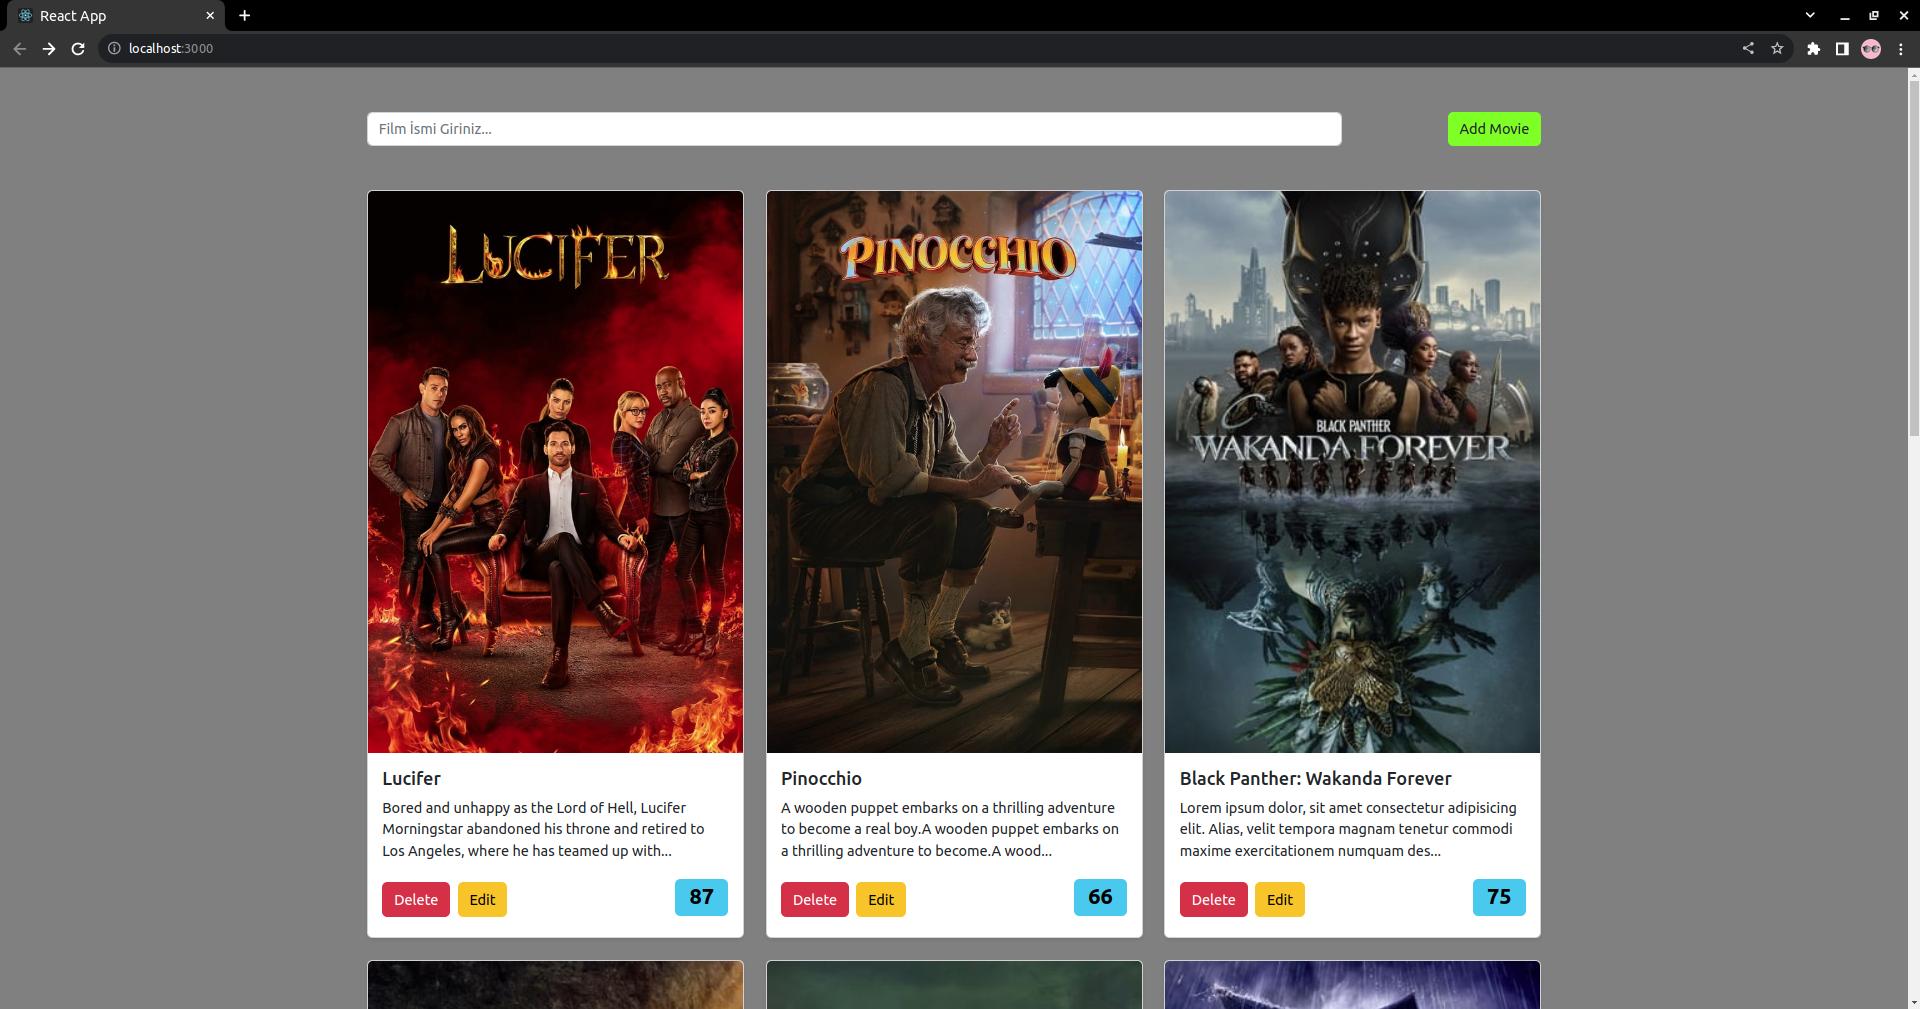 React App
localhost:3000
Film İsmi Giriniz...
Add Movie
LUCIFER
PINOCCHIO
BLACK PANTHER
WAKANDA FOREVER
Lucifer
Bored and unhappy as the Lord of Hell, Lucifer
Morningstar abandoned his throne and retired to
Los Angeles, where he has teamed up with...
Delete
Edit
87
Pinocchio
A wooden puppet embarks on a thrilling adventure
to become a real boy.A wooden puppet embarks on
a thrilling adventure to become.A wood...
Delete
Edit
66
Black Panther: Wakanda Forever
Lorem ipsum dolor, sit amet consectetur adipisicing
elit. Alias, velit tempora magnam tenetur commodi
maxime exercitationem numquam des...
Delete
Edit
75